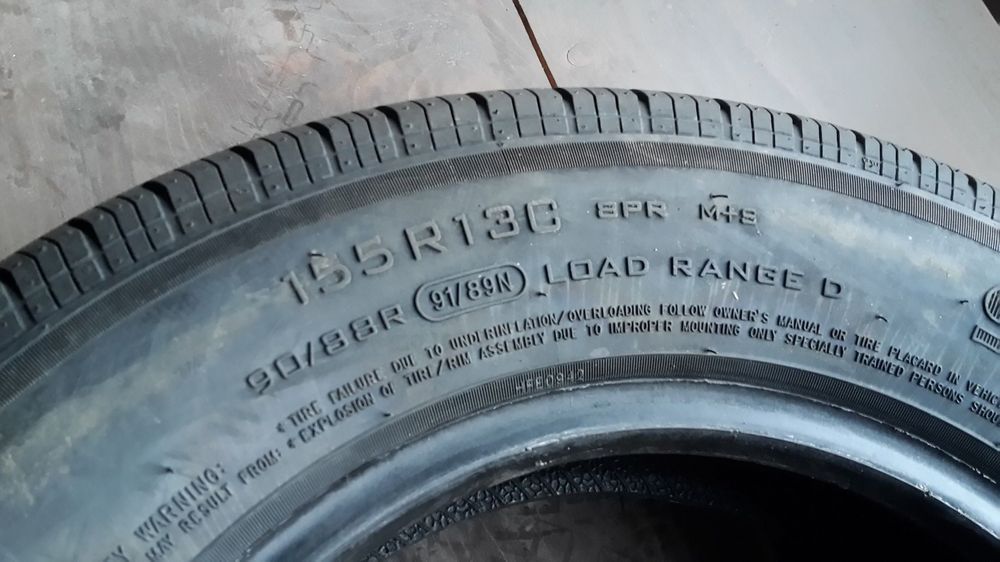 155R13C 8PR M+S
90/88R 91/89N LOAD RANGE D
• TIRE FAILURE DUE TO UNDERINFLATION/OVERLOADING FOLLOW OWNER'S MANUAL OR TIRE PLACARD IN VEHIC
WARNING:
MAY RESULT FROM: • EXPLOSION OF TIRE/RIM ASSEMBLY DUE TO IMPROPER MOUNTING ONLY SPECIALLY TRAINED PERSONS SHOU